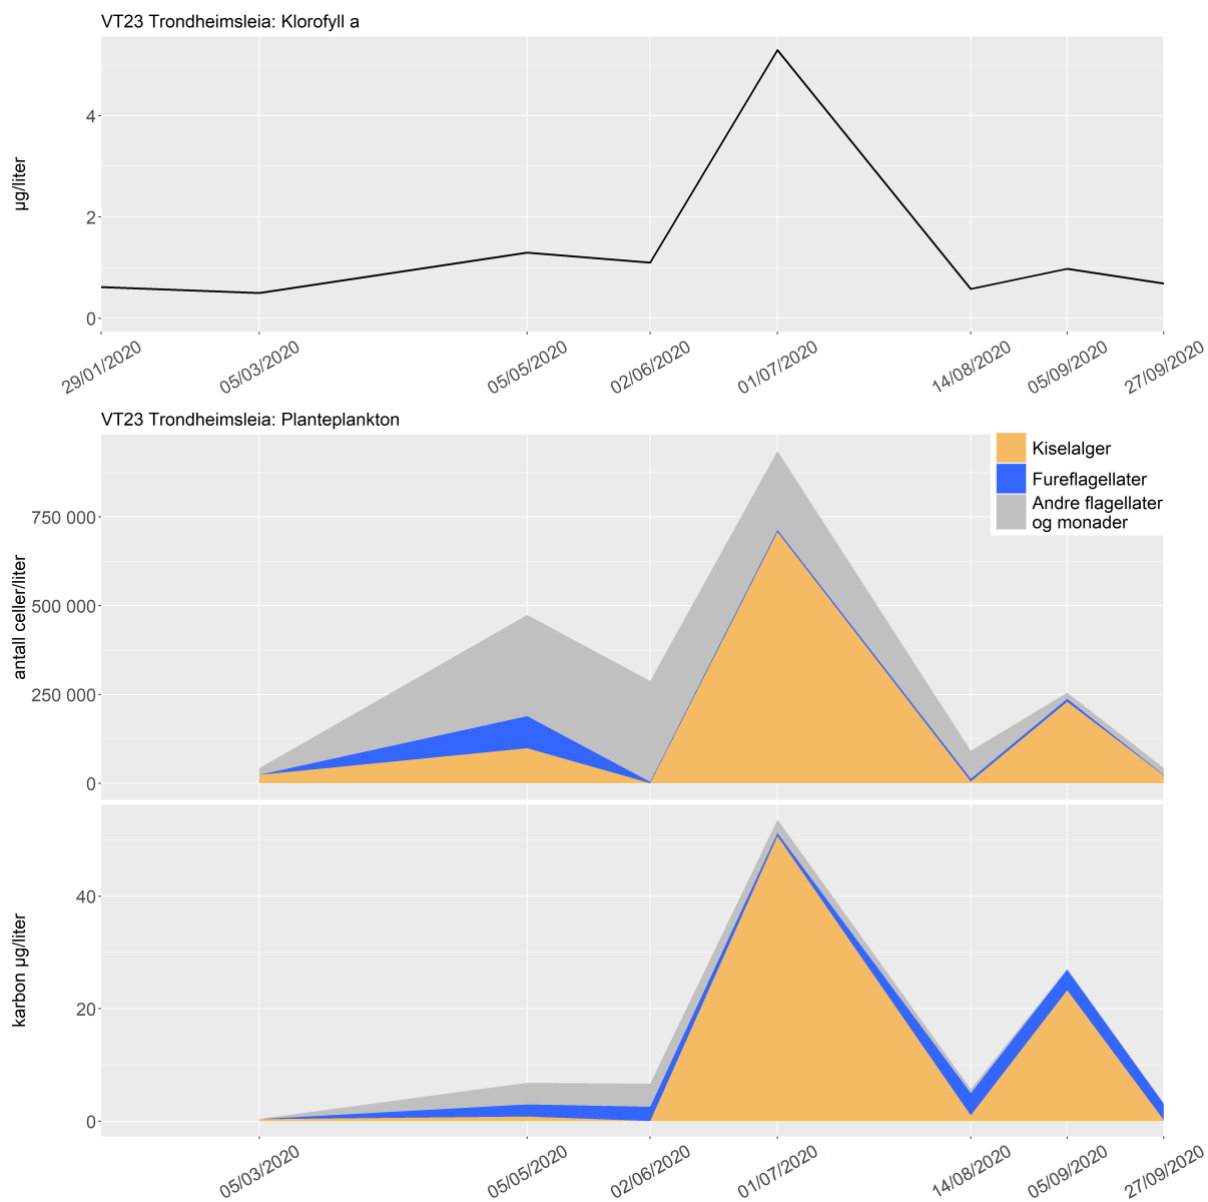 VT23 Trondheimsleia: Klorofyll a
µg/liter
4
2
0
29/01/2020
05/03/2020
05/05/2020
02/06/2020
01/07/2020
14/08/2020
05/09/2020
27/09/2020
VT23 Trondheimsleia: Planteplankton
Kiselalger
Fureflagellater
Andre flagellater
og monader
antall celler/liter
750 000
500 000
250 000
0
karbon µg/liter
40
20
0
05/03/2020
05/05/2020
02/06/2020
01/07/2020
14/08/2020
05/09/2020
27/09/2020